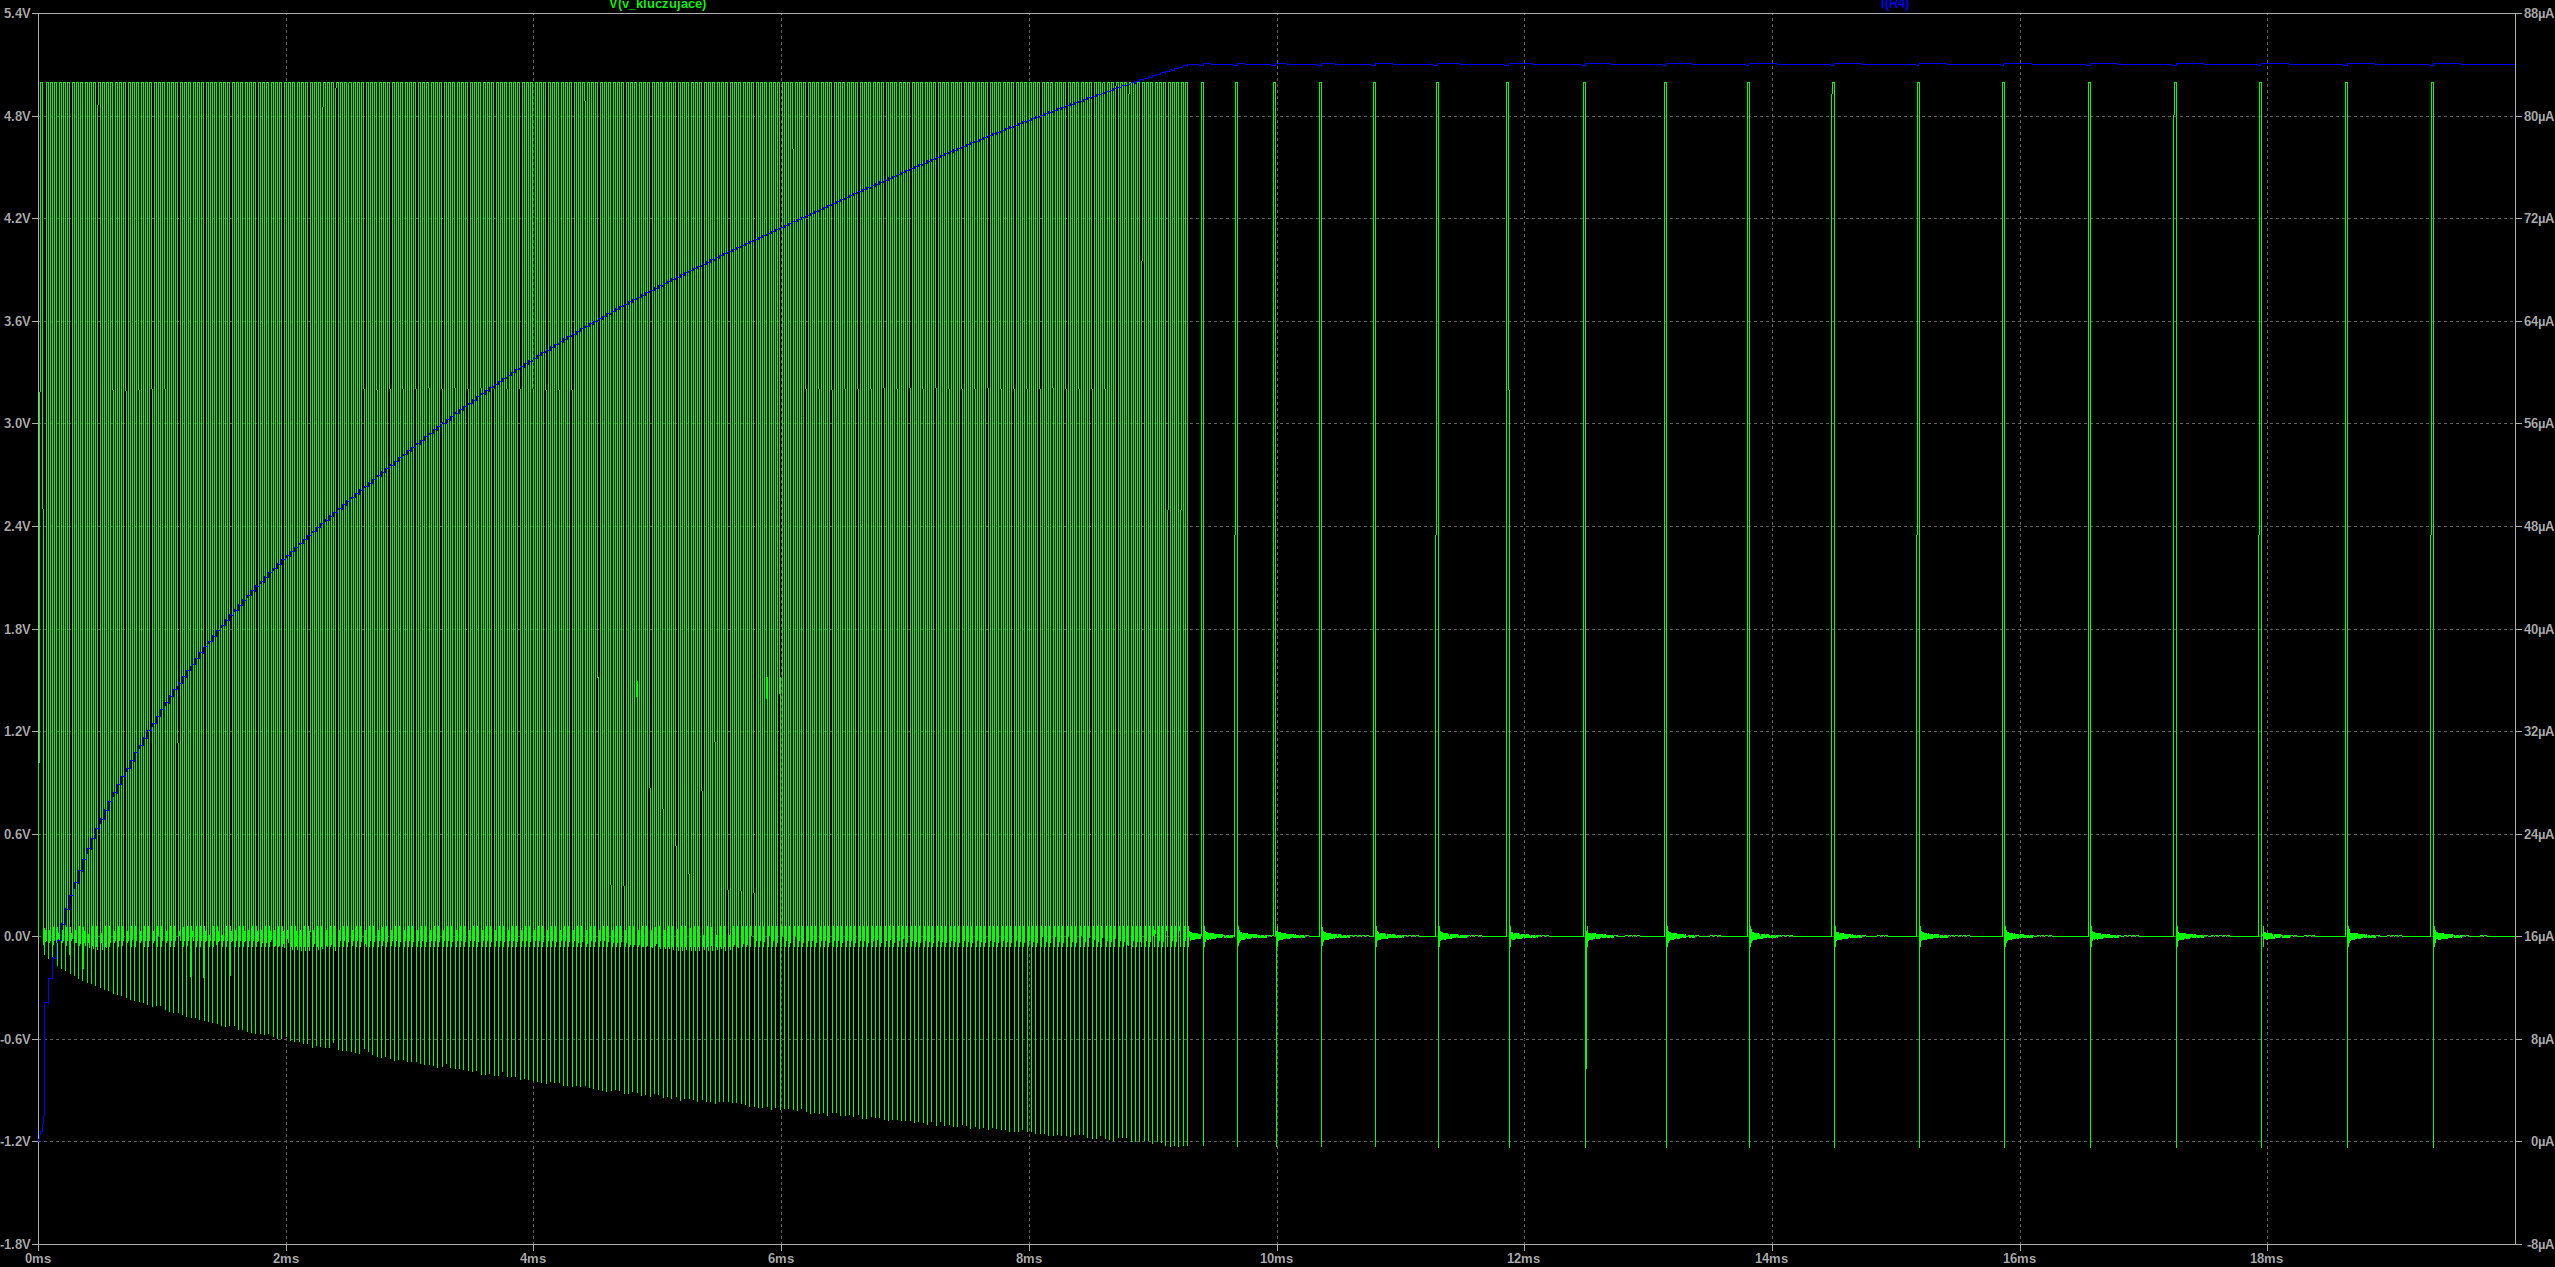 V(v_kluczujace) I(R4)
5.4V 88µA
4.8V 80µA
4.2V 72µA
3.6V 64µA
3.0V 56µA
2.4V 48µA
1.8V 40µA
1.2V 32µA
0.6V 24µA
0.0V 16µA
-0.6V 8µA
-1.2V 0µA
-1.8V -8µA
0ms 2ms 4ms 6ms 8ms 10ms 12ms 14ms 16ms 18ms